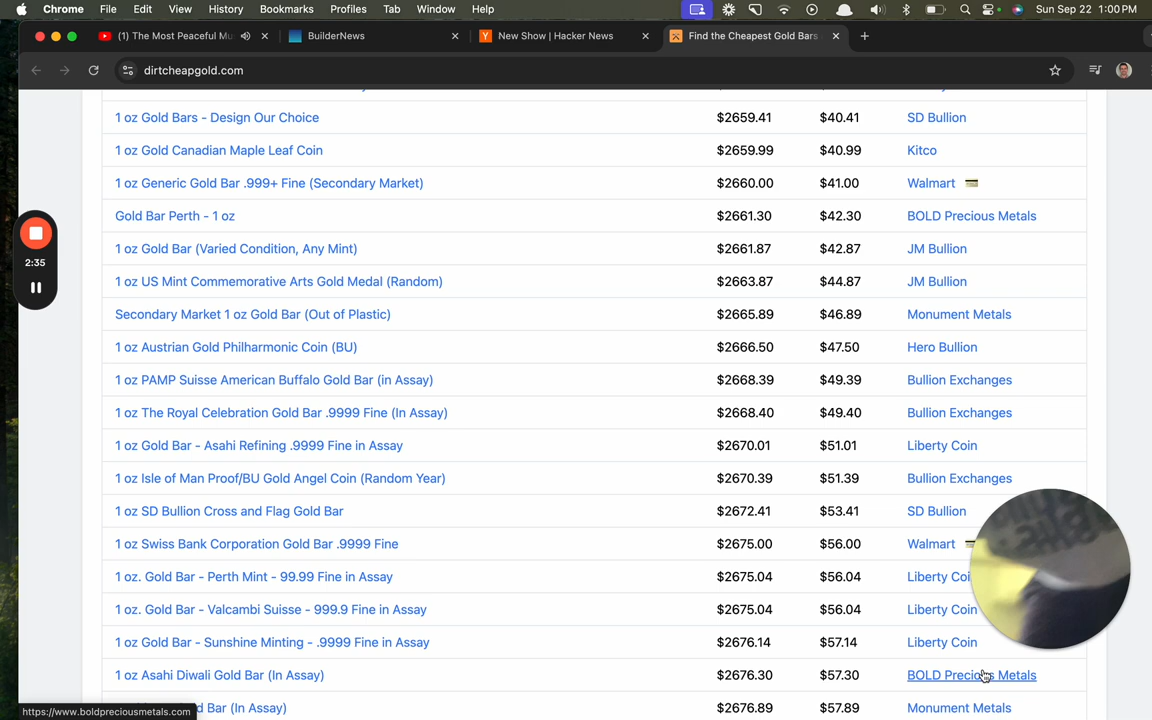 Chrome File Edit View History Bookmarks Profiles Tab Window Help Sun Sep 22 1:00 PM
(1) The Most Peaceful Mu BuilderNews New Show | Hacker News Find the Cheapest Gold Bars
dirtcheapgold.com
1 oz Gold Bars - Design Our Choice $2659.41 $40.41 SD Bullion
1 oz Gold Canadian Maple Leaf Coin $2659.99 $40.99 Kitco
1 oz Generic Gold Bar .999+ Fine (Secondary Market) $2660.00 $41.00 Walmart
Gold Bar Perth - 1 oz $2661.30 $42.30 BOLD Precious Metals
1 oz Gold Bar (Varied Condition, Any Mint) $2661.87 $42.87 JM Bullion
2:35
1 oz US Mint Commemorative Arts Gold Medal (Random) $2663.87 $44.87 JM Bullion
Secondary Market 1 oz Gold Bar (Out of Plastic) $2665.89 $46.89 Monument Metals
1 oz Austrian Gold Philharmonic Coin (BU) $2666.50 $47.50 Hero Bullion
1 oz PAMP Suisse American Buffalo Gold Bar (in Assay) $2668.39 $49.39 Bullion Exchanges
1 oz The Royal Celebration Gold Bar .9999 Fine (In Assay) $2668.40 $49.40 Bullion Exchanges
1 oz Gold Bar - Asahi Refining .9999 Fine in Assay $2670.01 $51.01 Liberty Coin
1 oz Isle of Man Proof/BU Gold Angel Coin (Random Year) $2670.39 $51.39 Bullion Exchanges
1 oz SD Bullion Cross and Flag Gold Bar $2672.41 $53.41 SD Bullion
1 oz Swiss Bank Corporation Gold Bar .9999 Fine $2675.00 $56.00 Walmart
1 oz. Gold Bar - Perth Mint - 99.99 Fine in Assay $2675.04 $56.04 Liberty Coi
1 oz. Gold Bar - Valcambi Suisse - 999.9 Fine in Assay $2675.04 $56.04 Liberty Coin
1 oz Gold Bar - Sunshine Minting - .9999 Fine in Assay $2676.14 $57.14 Liberty Coin
1 oz Asahi Diwali Gold Bar (In Assay) $2676.30 $57.30 BOLD Precious Metals
d Bar (In Assay) $2676.89 $57.89 Monument Metals
https://www.boldpreciousmetals.com